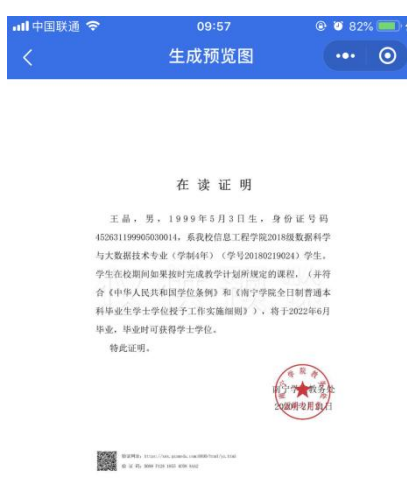 中国联通 09:57 82%
生成预览图
在 读 证 明
王晶，男，1999年5月3日生，身份证号码
452631199905030014，系我校信息工程学院2018级数据科学
与大数据技术专业（学制4年）（学号20180219024）学生。
学生在校期间如果按时完成教学计划所规定的课程，（并符
合《中华人民共和国学位条例》和《南宁学院全日制普通本
科毕业生学士学位授予工作实施细则》），将于2022年6月
毕业，毕业时可获得学士学位。
特此证明。
南宁学院教务处